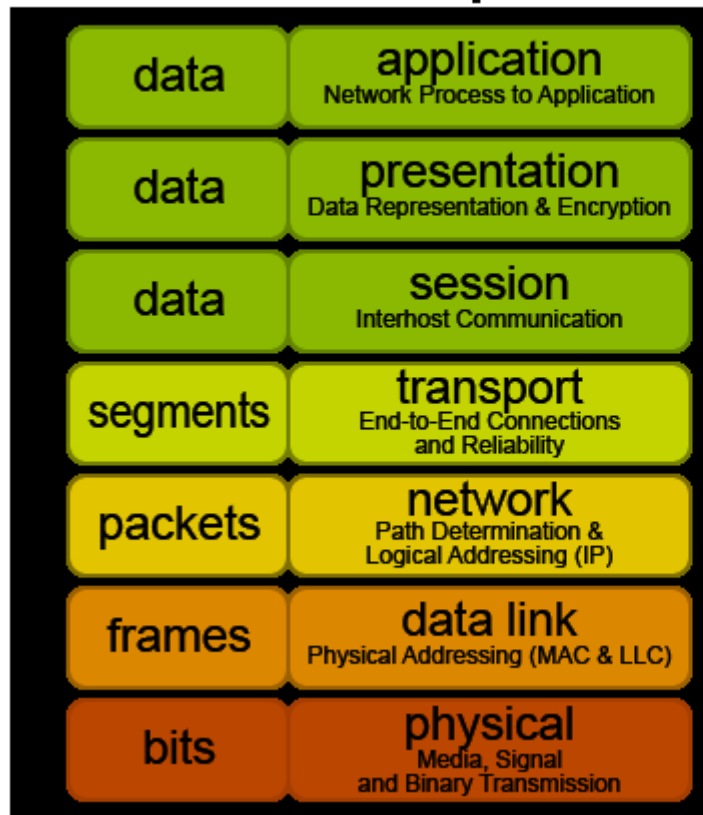 data
application
Network Process to Application
data
presentation
Data Representation & Encryption
data
session
Interhost Communication
segments
transport
End-to-End Connections
and Reliability
packets
network
Path Determination &
Logical Addressing (IP)
frames
data link
Physical Addressing (MAC & LLC)
bits
physical
Media, Signal
and Binary Transmission